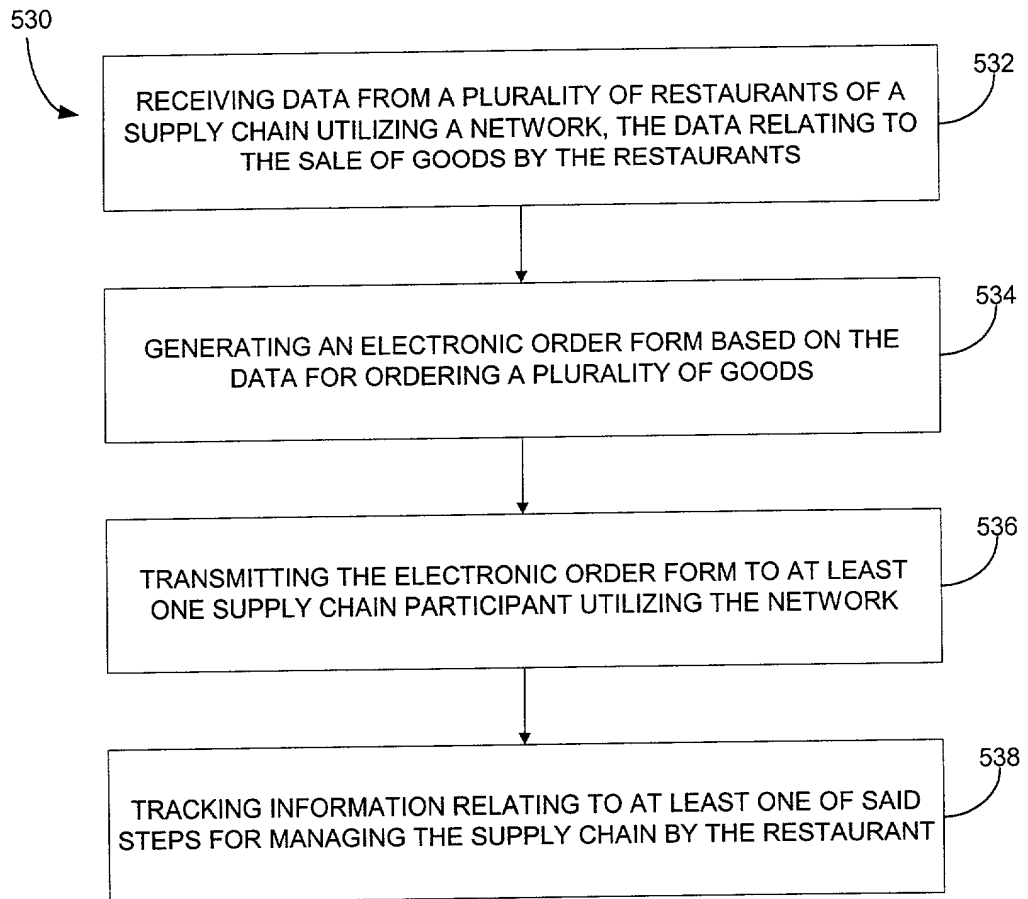 530
532
RECEIVING DATA FROM A PLURALITY OF RESTAURANTS OF A
SUPPLY CHAIN UTILIZING A NETWORK, THE DATA RELATING TO
THE SALE OF GOODS BY THE RESTAURANTS
534
GENERATING AN ELECTRONIC ORDER FORM BASED ON THE
DATA FOR ORDERING A PLURALITY OF GOODS
536
TRANSMITTING THE ELECTRONIC ORDER FORM TO AT LEAST
ONE SUPPLY CHAIN PARTICIPANT UTILIZING THE NETWORK
538
TRACKING INFORMATION RELATING TO AT LEAST ONE OF SAID
STEPS FOR MANAGING THE SUPPLY CHAIN BY THE RESTAURANT